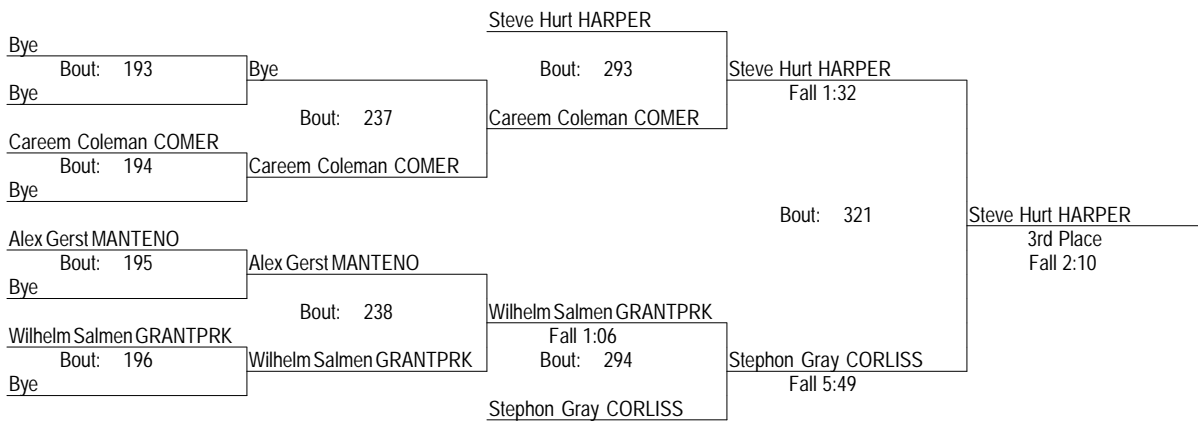 Steve Hurt HARPER
Bye
Bout: 193
Bye
Bout: 293
Steve Hurt HARPER
Bye
Fall 1:32
Bout: 237
Careem Coleman COMER
Careem Coleman COMER
Bout: 194
Careem Coleman COMER
Bye
Bout: 321
Steve Hurt HARPER
Alex Gerst MANTENO
3rd Place
Bout: 195
Alex Gerst MANTENO
Fall 2:10
Bye
Bout: 238
Wilhelm Salmen GRANTPRK
Wilhelm Salmen GRANTPRK
Fall 1:06
Bout: 196
Wilhelm Salmen GRANTPRK
Bout: 294
Stephon Gray CORLISS
Bye
Fall 5:49
Stephon Gray CORLISS